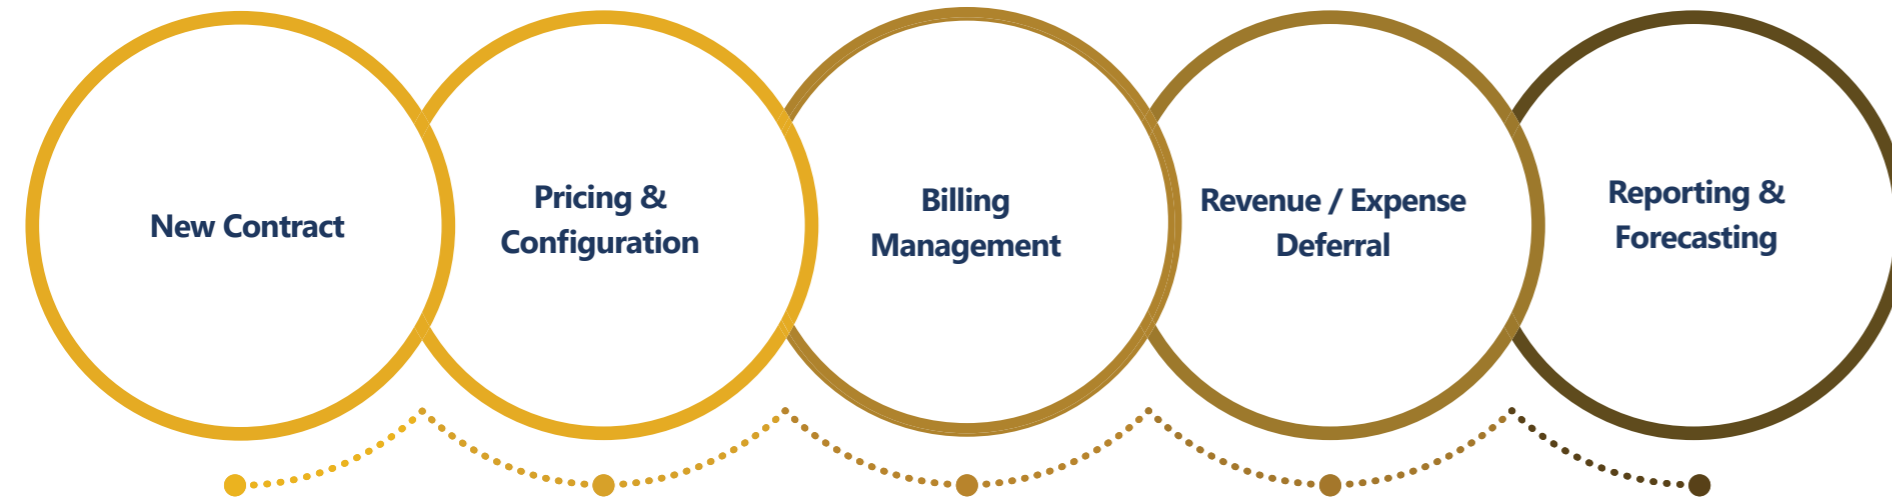 New Contract
Pricing &
Configuration
Billing
Management
Revenue / Expense
Deferral
Reporting &
Forecasting